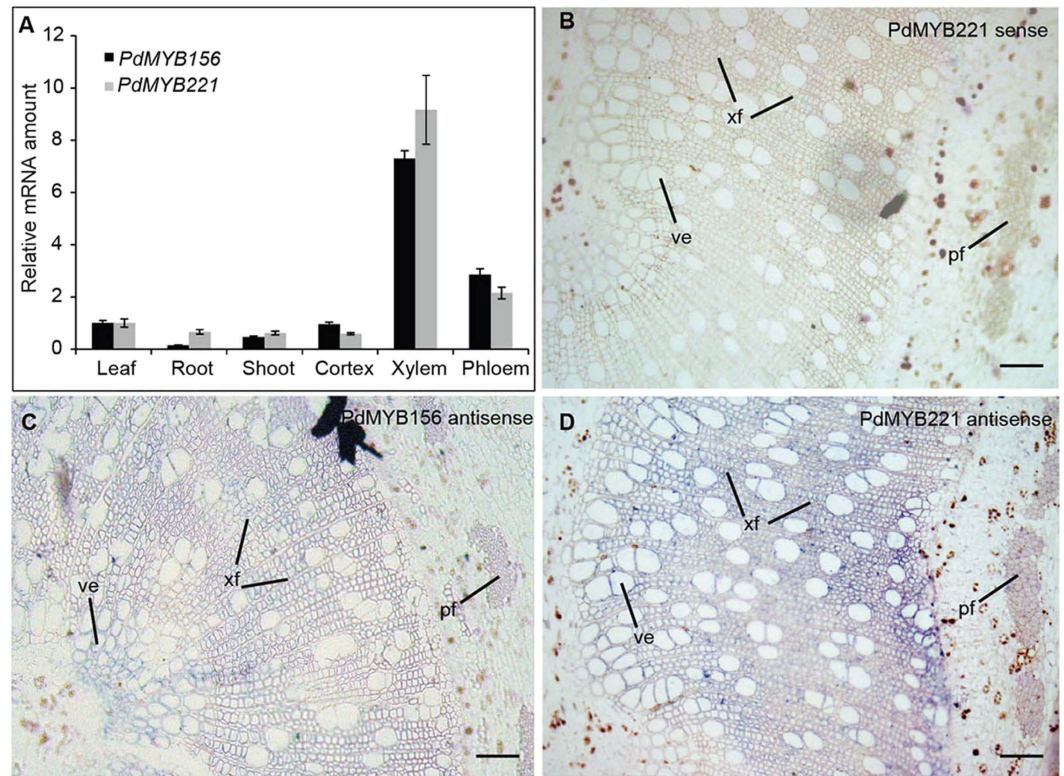 A
12
10
8
6
4
2
0
Relative mRNA amount
PdMYB156
PdMYB221
Leaf Root Shoot Cortex Xylem Phloem
B
PdMYB221 sense
xf
ve
pf
C
PdMYB156 antisense
ve
xf
pf
D
PdMYB221 antisense
xf
ve
pf